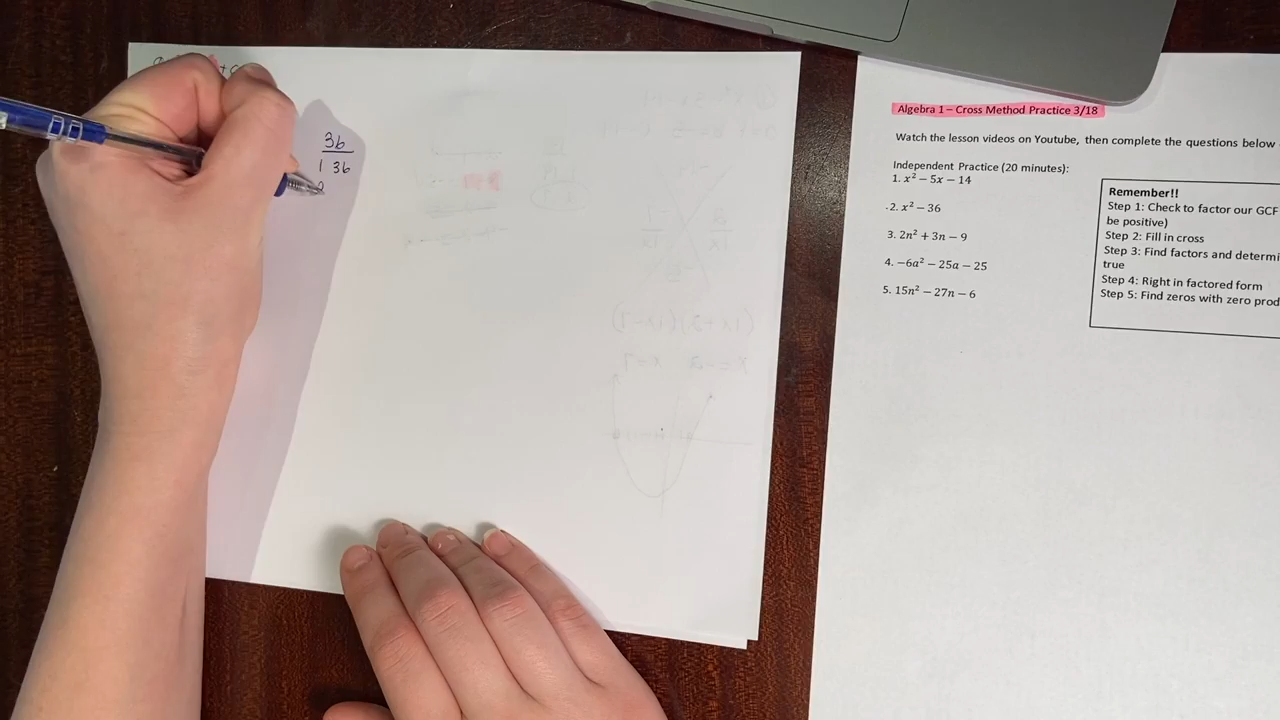 36
1 36
2
Algebra 1 – Cross Method Practice 3/18
Watch the lesson videos on Youtube, then complete the questions below
Independent Practice (20 minutes):
1. x² − 5x − 14
.2. x² − 36
3. 2n² + 3n − 9
4. −6a² − 25a − 25
5. 15n² − 27n − 6
Remember!!
Step 1: Check to factor our GCF
be positive)
Step 2: Fill in cross
Step 3: Find factors and determi
true
Step 4: Right in factored form
Step 5: Find zeros with zero prod